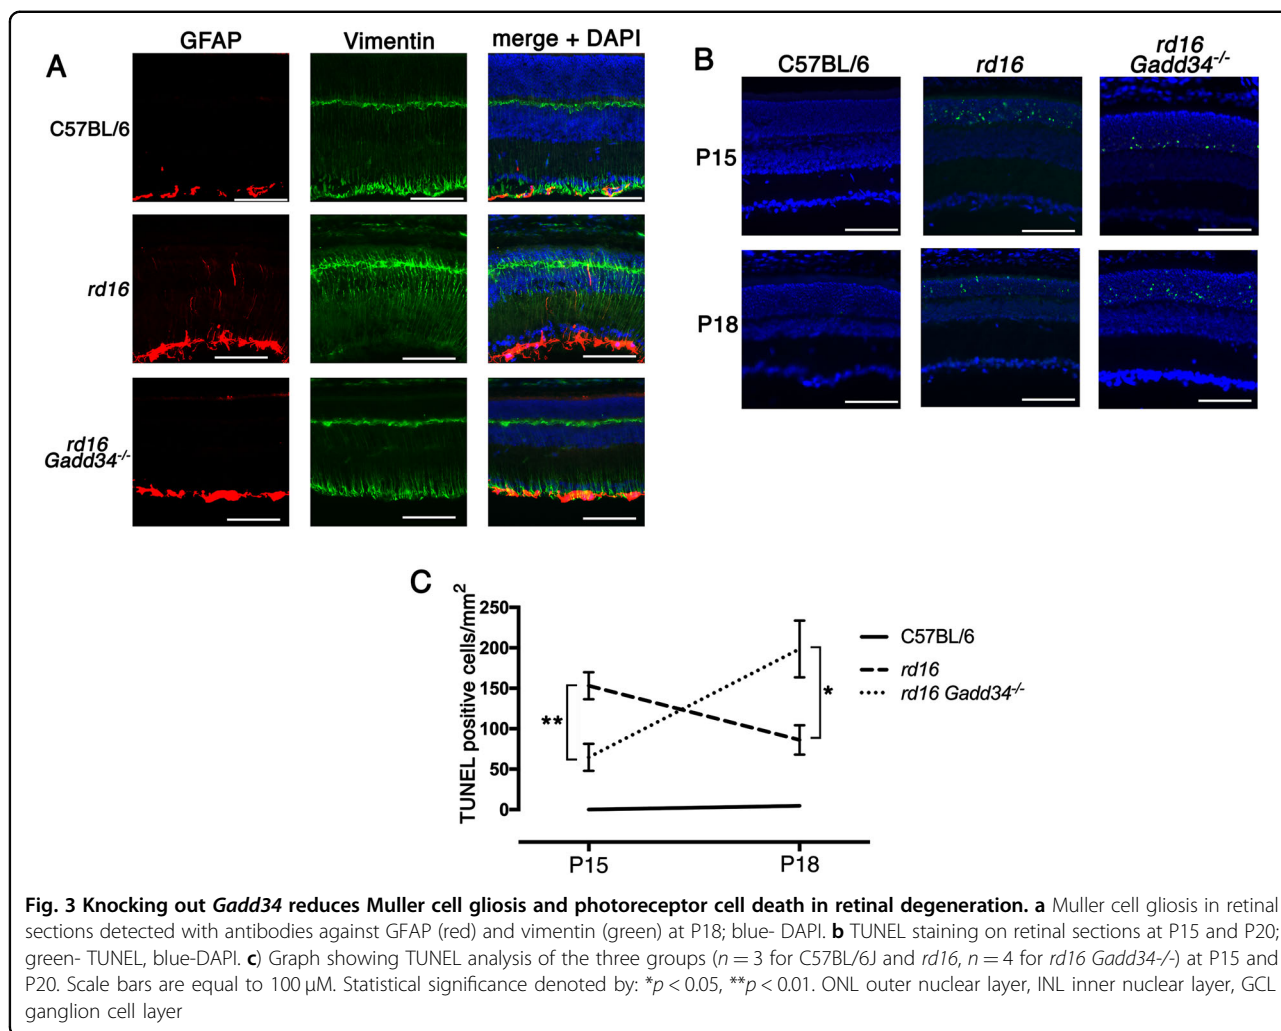 A
GFAP
Vimentin
merge + DAPI
C57BL/6
rd16
rd16
Gadd34-/-
B
C57BL/6
rd16
rd16
Gadd34-/-
P15
P18
C
TUNEL positive cells/mm2
250
200
150
100
50
0
**
*
P15
P18
C57BL/6
rd16
rd16 Gadd34-/-
Fig. 3 Knocking out Gadd34 reduces Muller cell gliosis and photoreceptor cell death in retinal degeneration. a Muller cell gliosis in retinal
sections detected with antibodies against GFAP (red) and vimentin (green) at P18; blue- DAPI. b TUNEL staining on retinal sections at P15 and P20;
green- TUNEL, blue-DAPI. c) Graph showing TUNEL analysis of the three groups (n = 3 for C57BL/6J and rd16, n = 4 for rd16 Gadd34-/-) at P15 and
P20. Scale bars are equal to 100 μM. Statistical significance denoted by: *p < 0.05, **p < 0.01. ONL outer nuclear layer, INL inner nuclear layer, GCL
ganglion cell layer